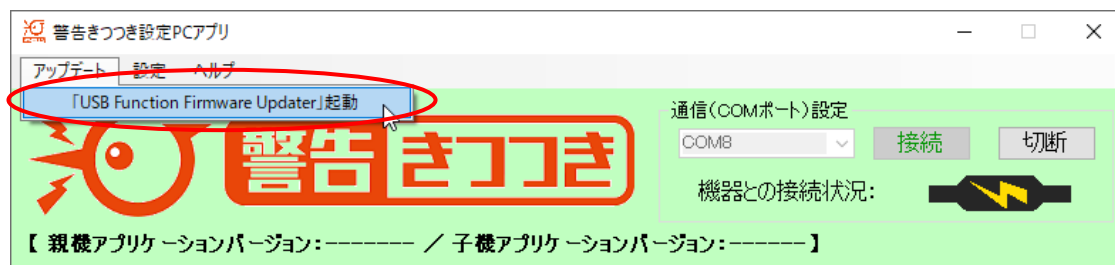 警告きつつき設定PCアプリ
アップデート 設定 ヘルプ
「USB Function Firmware Updater」起動
通信(COMポート)設定
COM8 接続 切断
警告きつつき
機器との接続状況:
【 親機アプリケーションバージョン:------- / 子機アプリケーションバージョン:------】